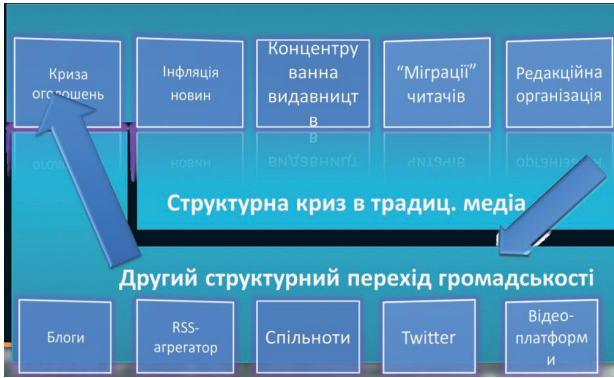 Криза
оголошень
Інфляція
новин
Концентру
ванна
видавницт
в
“Міграції”
читачів
Редакційна
організація
Структурна криз в традиц. медіа
Другий структурний перехід громадськості
Блоги
RSS-
агрегатор
Спільноти
Twitter
Відео-
платформ
и